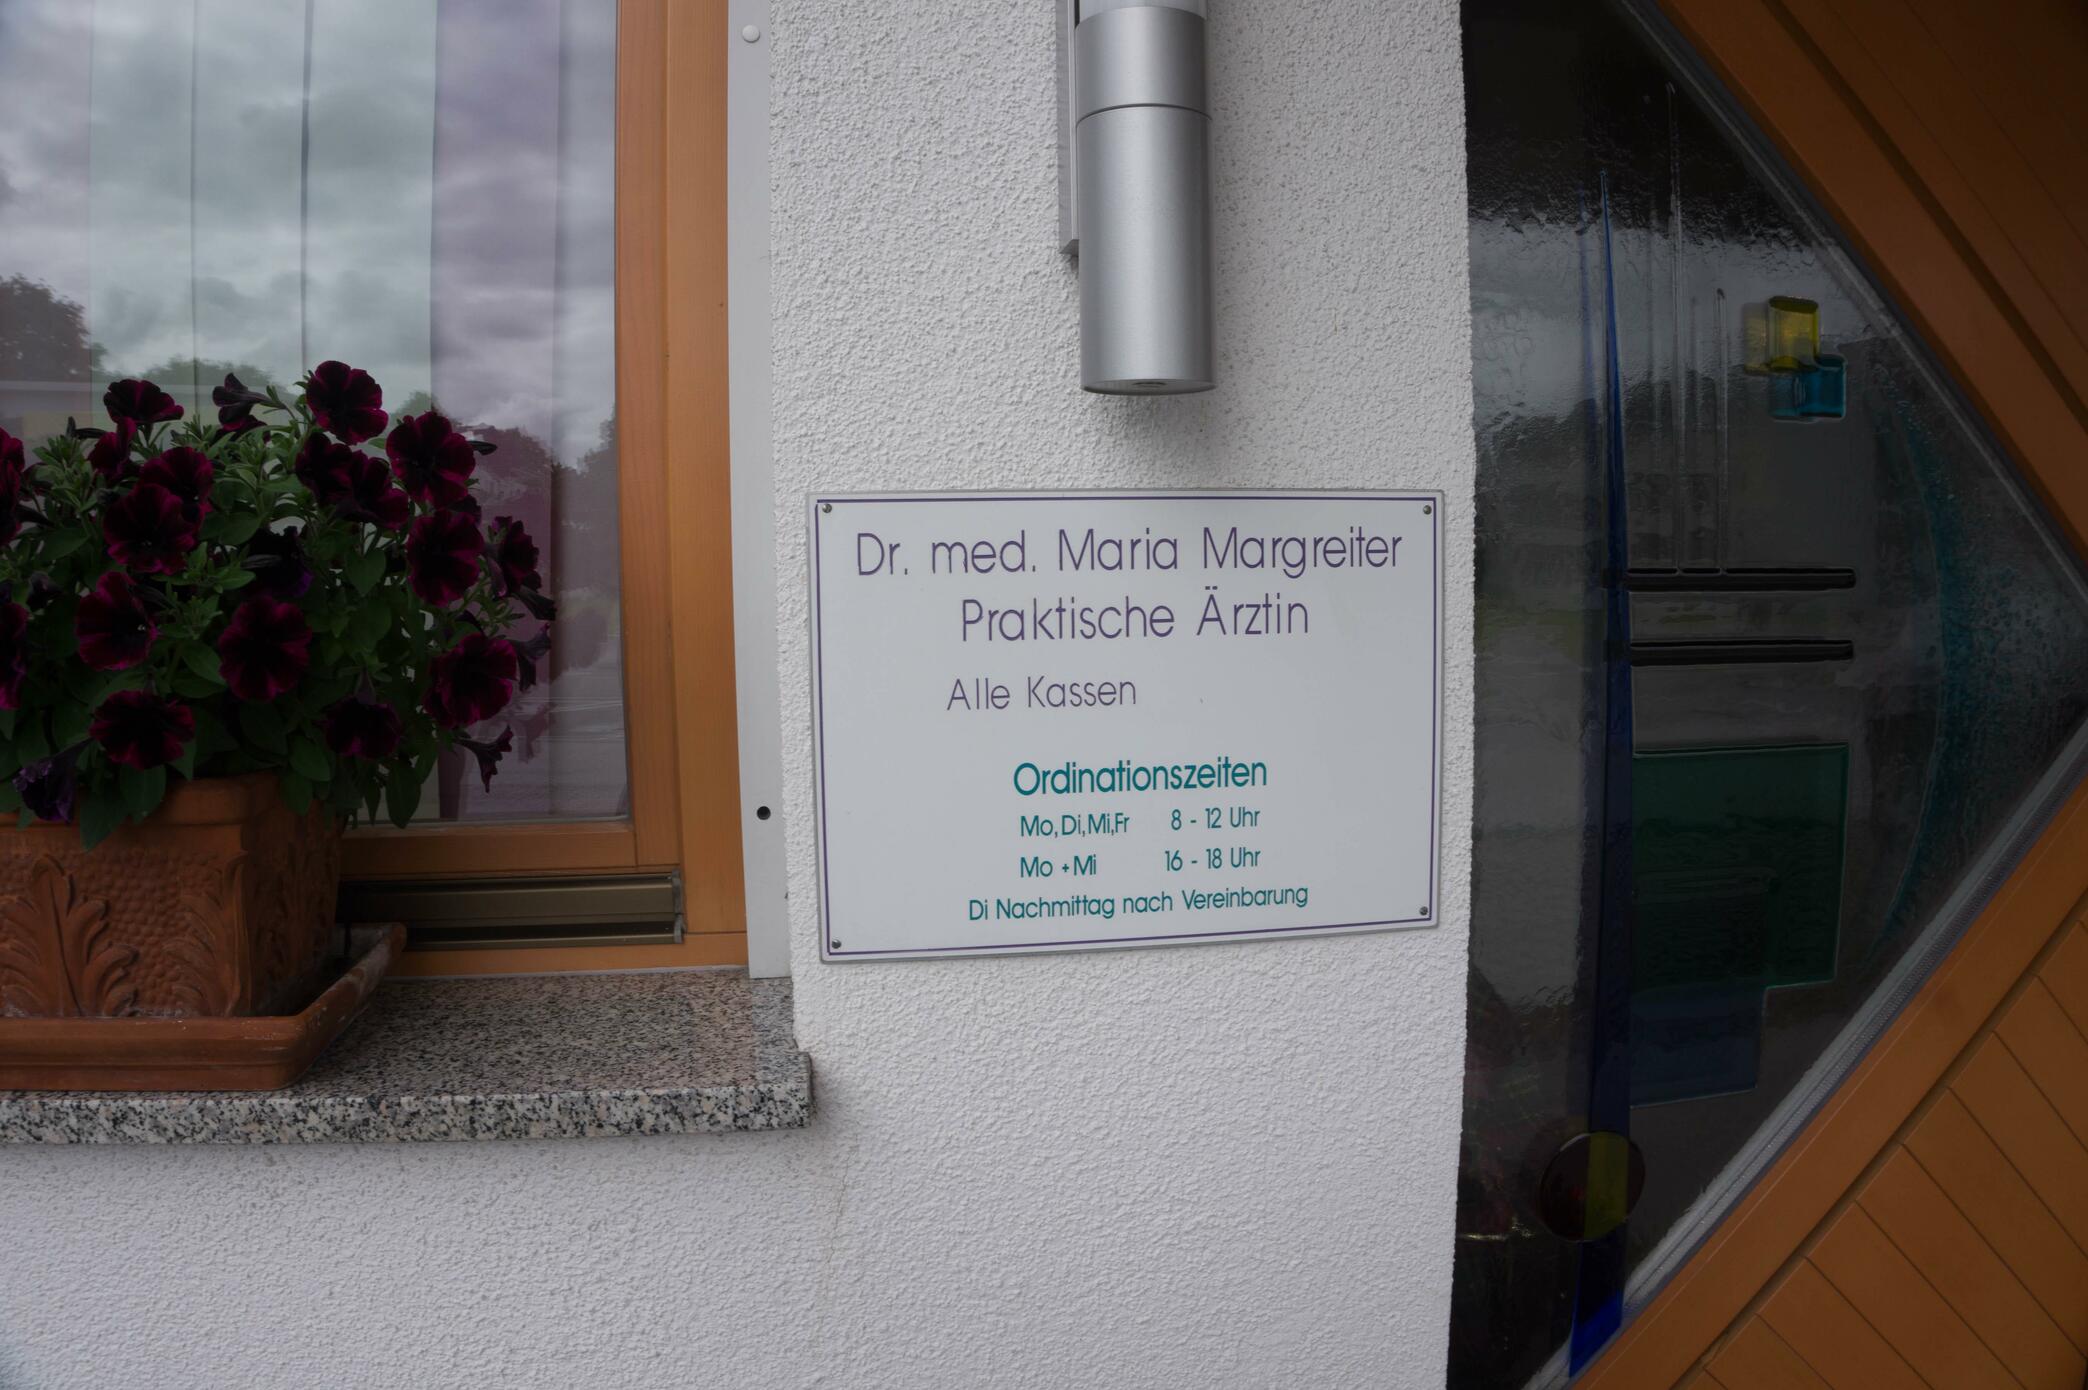 Dr. med. Maria Margreiter
Praktische Ärztin
Alle Kassen
Ordinationszeiten
Mo,Di,Mi,Fr 8 - 12 Uhr
Mo + Mi 16 - 18 Uhr
Di Nachmittag nach Vereinbarung